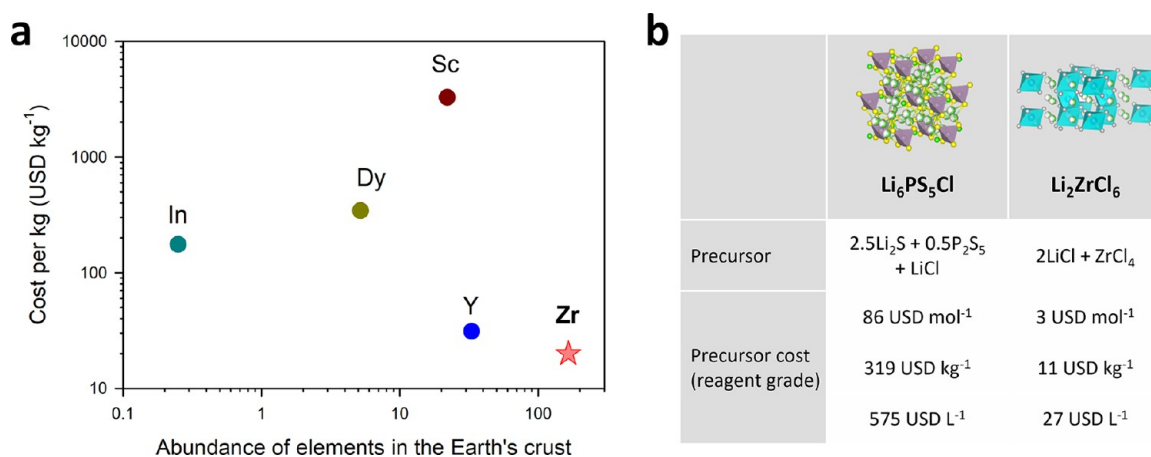 a
10000
1000
100
10
Cost per kg (USD kg⁻¹)
0.1 1 10 100
Abundance of elements in the Earth's crust
Sc
Dy
In
Y
Zr
b
Li₆PS₅Cl Li₂ZrCl₆
Precursor
2.5Li₂S + 0.5P₂S₅
+ LiCl
2LiCl + ZrCl₄
Precursor cost
(reagent grade)
86 USD mol⁻¹ 3 USD mol⁻¹
319 USD kg⁻¹ 11 USD kg⁻¹
575 USD L⁻¹ 27 USD L⁻¹